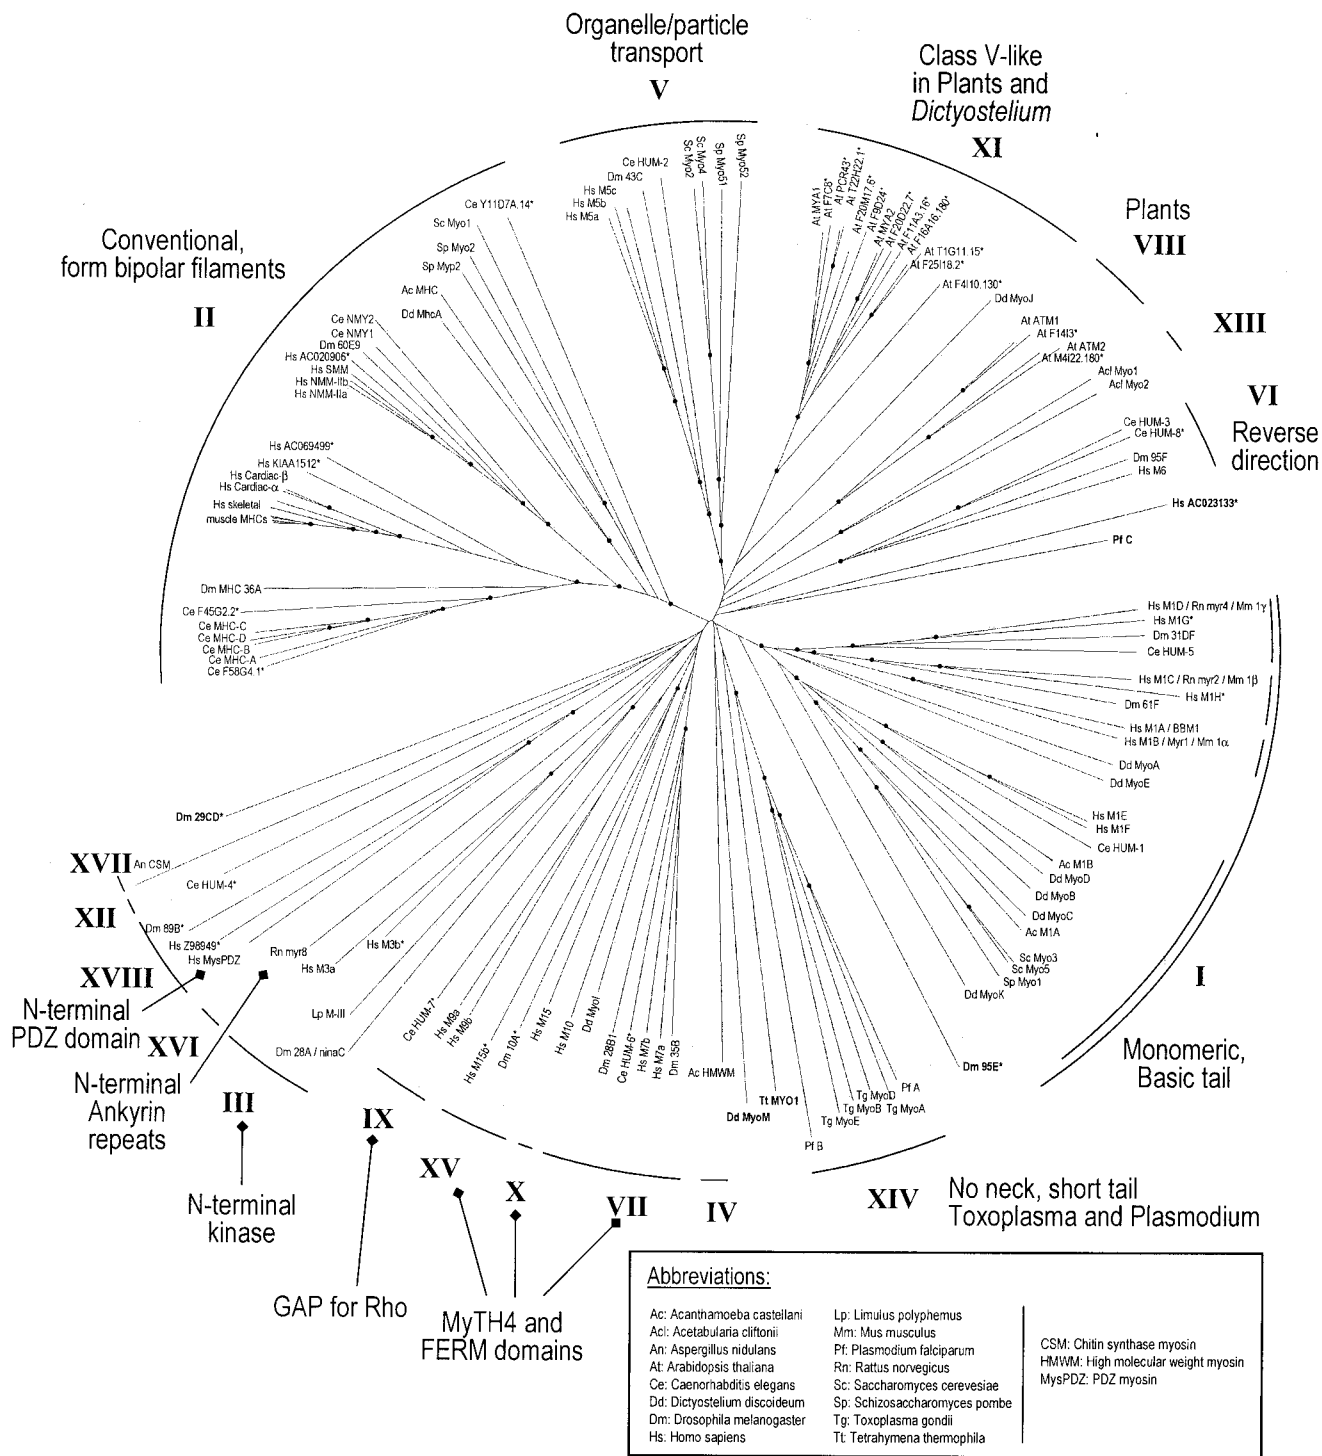 Organelle/particle
transport
V
Class V-like
in Plants and
Dictyostelium
XI
Plants
VIII
XIII
VI
Reverse
direction
Conventional,
form bipolar filaments
II
Ce Y11D7A.14*
Sc Myo1
Sp Myo2
Sp Myp2
Ac MHC
Dd MhcA
Ce NMY2
Ce NMY1
Dm 60E9
Hs AC020906*
Hs SMM
Hs NMM-IIb
Hs NMM-IIa
Hs AC069499*
Hs KIAA1512*
Hs Cardiac-β
Hs Cardiac-α
Hs skeletal
muscle MHCs
Dm MHC 36A
Ce F45G2.2*
Ce MHC-C
Ce MHC-D
Ce MHC-B
Ce MHC-A
Ce F58G4.1*
Ce HUM-2
Dm 43C
Hs M5c
Hs M5b
Hs M5a
Sc Myo2
Sc Myo4
Sp Myo51
Sp Myo52
At MYA1
At F7C8*
At PCR43*
At T22H22.1*
At F20M17.6*
At F9D24*
At MYA2
At F20D22.7*
At F11A3.16*
At F16A16.180*
At T1G11.15*
At F25I18.2*
At F4I10.130*
Dd MyoJ
At ATM1
At F14I3*
At ATM2
At M4I22.180*
Acl Myo1
Acl Myo2
Ce HUM-3
Ce HUM-8*
Dm 95F
Hs M6
Hs AC023133*
Pf C
Hs M1D / Rn myr4 / Mm 1γ
Hs M1G*
Dm 31DF
Ce HUM-5
Hs M1C / Rn myr2 / Mm 1β
Hs M1H*
Dm 61F
Hs M1A / BBM1
Hs M1B / Myr1 / Mm 1α
Dd MyoA
Dd MyoE
Hs M1E
Hs M1F
Ce HUM-1
Ac M1B
Dd MyoD
Dd MyoB
Dd MyoC
Ac M1A
Sc Myo3
Sc Myo5
Sp Myo1
Dd MyoK
Dm 95E*
I
Monomeric,
Basic tail
Pf A
Tg MyoD
Tg MyoA
Tg MyoB
Tg MyoE
Pf B
Tt MYO1
Dd MyoM
Ac HMWM
Dm 35B
Hs M7a
Hs M7b
Ce HUM-6*
Dm 28B1
Dd MyoI
Hs M10
Hs M15
Dm 10A*
Hs M15b*
Hs M9b
Hs M9a
Ce HUM-7*
Dm 28A / ninaC
Lp M-III
Hs M3b*
Hs M3a
Rn myr8
Hs MysPDZ
Hs Z98949*
Dm 89B*
Ce HUM-4*
An CSM
Dm 29CD*
XVII
XII
XVIII
N-terminal
PDZ domain
XVI
N-terminal
Ankyrin
repeats
III
N-terminal
kinase
IX
GAP for Rho
XV
X
VII
MyTH4 and
FERM domains
IV
XIV
No neck, short tail
Toxoplasma and Plasmodium
Abbreviations:
Ac: Acanthamoeba castellani
Acl: Acetabularia cliftonii
An: Aspergillus nidulans
At: Arabidopsis thaliana
Ce: Caenorhabditis elegans
Dd: Dictyostelium discoideum
Dm: Drosophila melanogaster
Hs: Homo sapiens
Lp: Limulus polyphemus
Mm: Mus musculus
Pf: Plasmodium falciparum
Rn: Rattus norvegicus
Sc: Saccharomyces cerevesiae
Sp: Schizosaccharomyces pombe
Tg: Toxoplasma gondii
Tt: Tetrahymena thermophila
CSM: Chitin synthase myosin
HMWM: High molecular weight myosin
MysPDZ: PDZ myosin